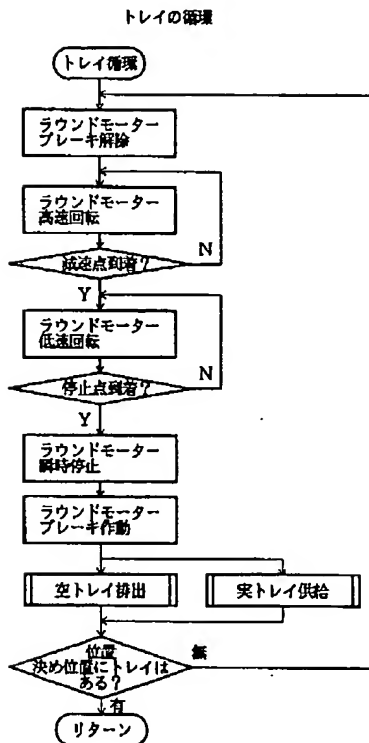 トレイの循環
トレイ循環
ラウンドモーター
ブレーキ解除
ラウンドモーター
高速回転
減速点到着?
N
Y
ラウンドモーター
低速回転
停止点到着?
N
Y
ラウンドモーター
瞬時停止
ラウンドモーター
ブレーキ作動
空トレイ排出
実トレイ供給
位置
決め位置にトレイは
ある?
無
有
リターン